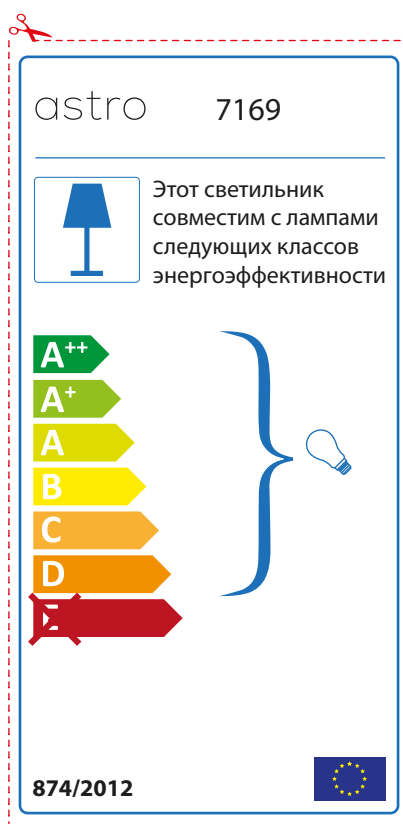 astro 7169
Этот светильник
совместим с лампами
следующих классов
энергоэффективности
A++
A+
A
B
C
D
E
874/2012